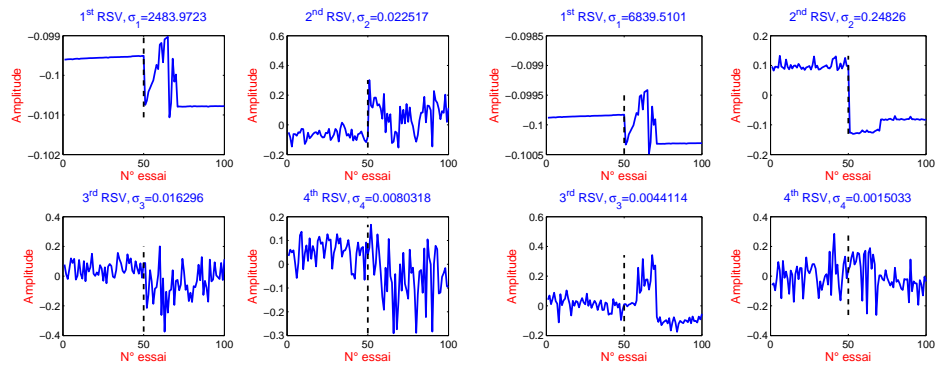 1st RSV, σ1=2483.9723
2nd RSV, σ2=0.022517
1st RSV, σ1=6839.5101
2nd RSV, σ2=0.24826
Amplitude
−0.099
−0.1
−0.101
−0.102
0 50 100
N° essai
0.6
0.4
0.2
0
−0.2
0 50 100
N° essai
Amplitude
−0.0985
−0.099
−0.0995
−0.1
−0.1005
0 50 100
N° essai
0.2
0.1
0
−0.1
−0.2
0 50 100
N° essai
3rd RSV, σ3=0.016296
4th RSV, σ4=0.0080318
3rd RSV, σ3=0.0044114
4th RSV, σ4=0.0015033
Amplitude
0.4
0.2
0
−0.2
−0.4
0 50 100
N° essai
0.2
0.1
0
−0.1
−0.2
−0.3
0 50 100
N° essai
Amplitude
0.6
0.4
0.2
0
−0.2
0 50 100
N° essai
0.4
0.2
0
−0.2
−0.4
0 50 100
N° essai